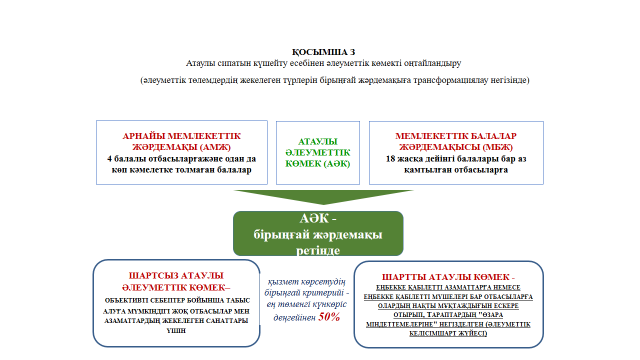 ҚОСЫМША 3
Атаулы сипатын күшейту есебінен әлеуметтік көмекті оңтайландыру
(әлеуметтік төлемдердің жекелеген түрлерін бірыңғай жәрдемақыға трансформациялау негізінде)
АРНАЙЫ МЕМЛЕКЕТТІК
ЖӘРДЕМАҚЫ (АМЖ)
4 балалы отбасыларғажәне одан да
көп кәмелетке толмаған балалар
АТАУЛЫ
ӘЛЕУМЕТТІК
КӨМЕК (АӘК)
МЕМЛЕКЕТТІК БАЛАЛАР
ЖӘРДЕМАҚЫСЫ (МБЖ)
18 жасқа дейінгі балалары бар аз
қамтылған отбасыларға
АӘК -
бірыңғай жәрдемақы
ретінде
ШАРТСЫЗ АТАУЛЫ
ӘЛЕУМЕТТІК КӨМЕК–
ОБЪЕКТИВТІ СЕБЕПТЕР БОЙЫНША ТАБЫС
АЛУҒА МҮМКІНДІГІ ЖОҚ ОТБАСЫЛАР МЕН
АЗАМАТТАРДЫҢ ЖЕКЕЛЕГЕН САНАТТАРЫ
ҮШІН
қызмет көрсетудің
бірыңғай критерийі -
ең төменгі күнкөріс
деңгейінен 50%
ШАРТТЫ АТАУЛЫ КӨМЕК -
ЕҢБЕККЕ ҚАБІЛЕТТІ АЗАМАТТАРҒА НЕМЕСЕ
ЕҢБЕККЕ ҚАБІЛЕТТІ МҮШЕЛЕРІ БАР ОТБАСЫЛАРҒА
ОЛАРДЫҢ НАҚТЫ МҰҚТАЖДЫҒЫН ЕСКЕРЕ
ОТЫРЫП, ТАРАПТАРДЫҢ "ӨЗАРА
МІНДЕТТЕМЕЛЕРІНЕ" НЕГІЗДЕЛГЕН (ӘЛЕУМЕТТІК
КЕЛІСІМШАРТ ЖҮЙЕСІ)